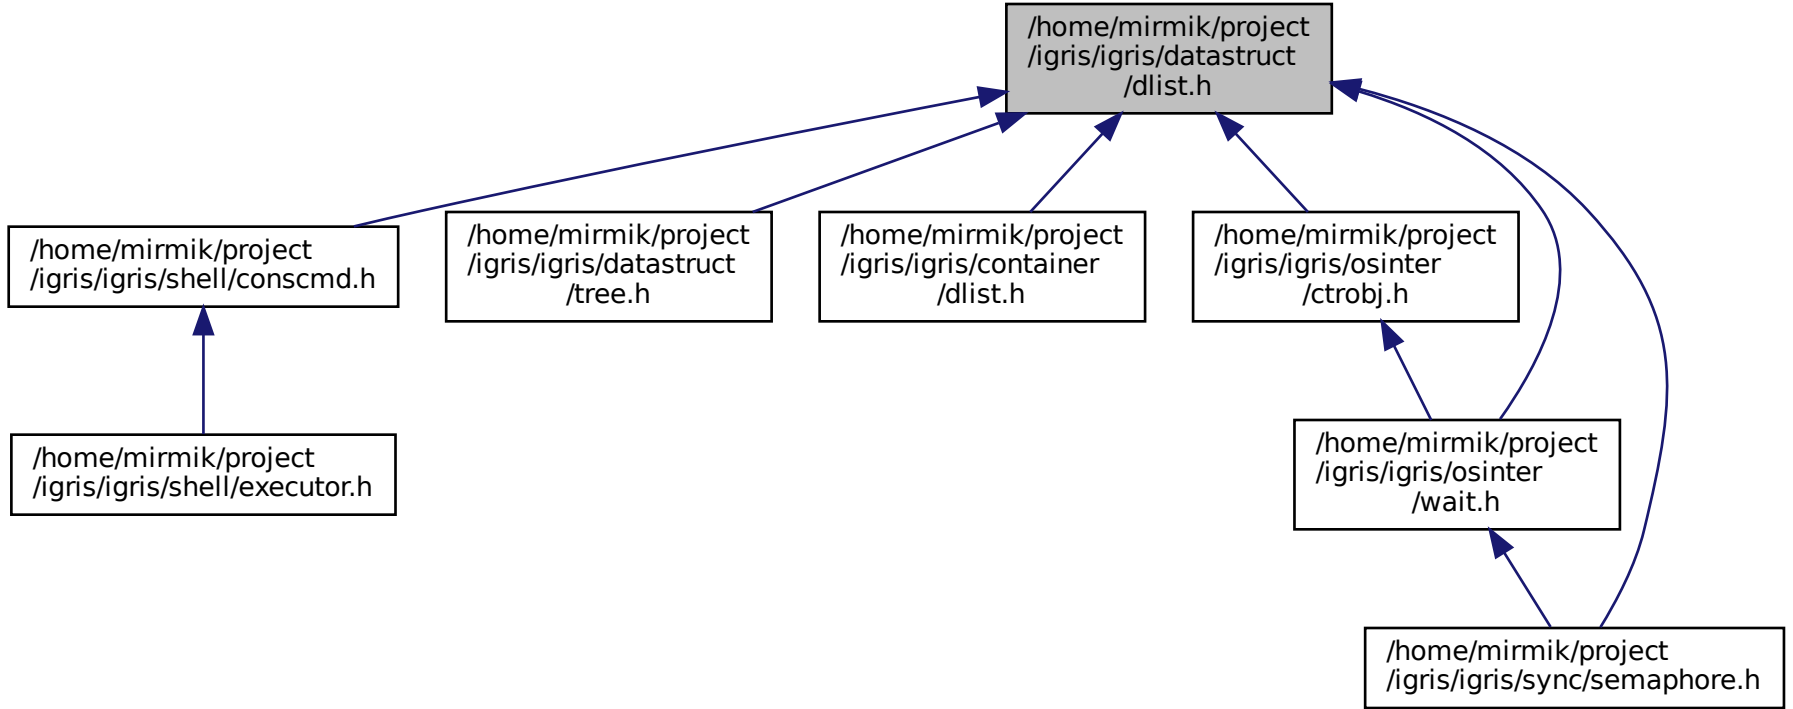 /home/mirmik/project
/igris/igris/datastruct
/dlist.h
/home/mirmik/project
/igris/igris/shell/conscmd.h
/home/mirmik/project
/igris/igris/datastruct
/tree.h
/home/mirmik/project
/igris/igris/container
/dlist.h
/home/mirmik/project
/igris/igris/osinter
/ctrobj.h
/home/mirmik/project
/igris/igris/shell/executor.h
/home/mirmik/project
/igris/igris/osinter
/wait.h
/home/mirmik/project
/igris/igris/sync/semaphore.h